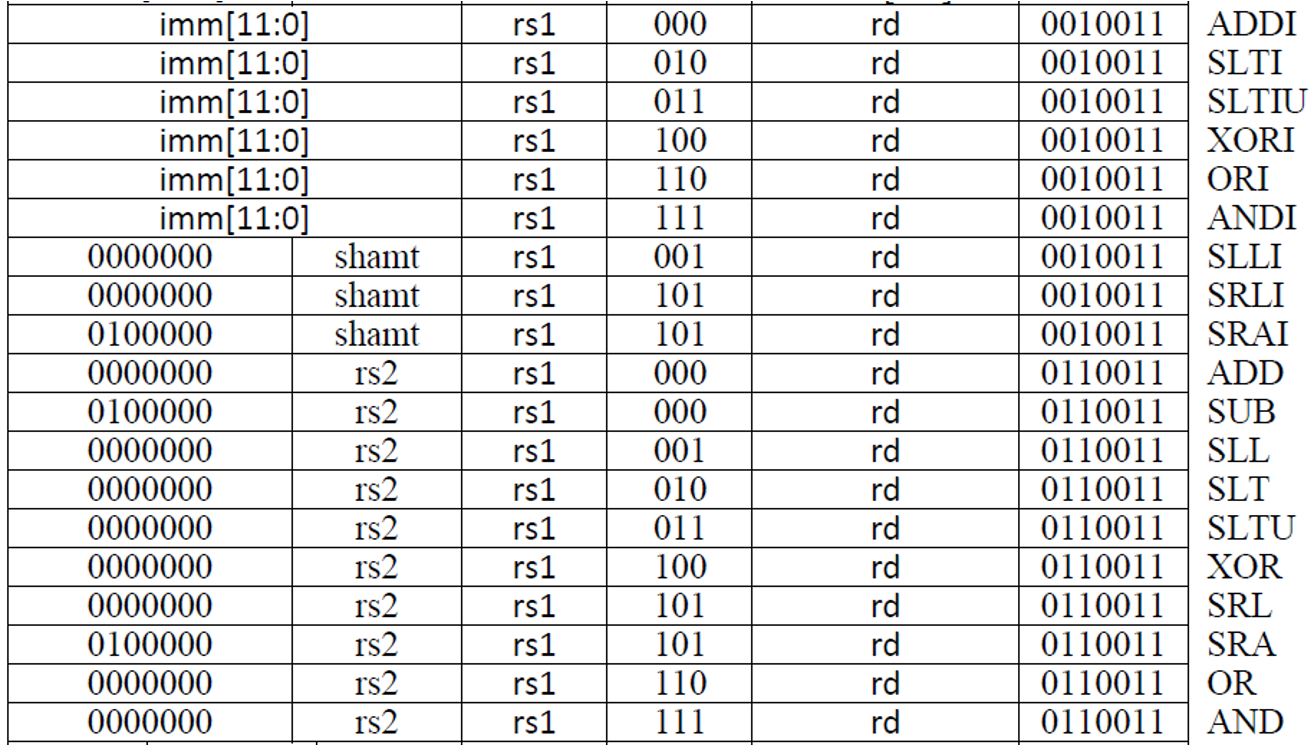 imm[11:0] rs1 000 rd 0010011 ADDI
imm[11:0] rs1 010 rd 0010011 SLTI
imm[11:0] rs1 011 rd 0010011 SLTIU
imm[11:0] rs1 100 rd 0010011 XORI
imm[11:0] rs1 110 rd 0010011 ORI
imm[11:0] rs1 111 rd 0010011 ANDI
0000000 shamt rs1 001 rd 0010011 SLLI
0000000 shamt rs1 101 rd 0010011 SRLI
0100000 shamt rs1 101 rd 0010011 SRAI
0000000 rs2 rs1 000 rd 0110011 ADD
0100000 rs2 rs1 000 rd 0110011 SUB
0000000 rs2 rs1 001 rd 0110011 SLL
0000000 rs2 rs1 010 rd 0110011 SLT
0000000 rs2 rs1 011 rd 0110011 SLTU
0000000 rs2 rs1 100 rd 0110011 XOR
0000000 rs2 rs1 101 rd 0110011 SRL
0100000 rs2 rs1 101 rd 0110011 SRA
0000000 rs2 rs1 110 rd 0110011 OR
0000000 rs2 rs1 111 rd 0110011 AND